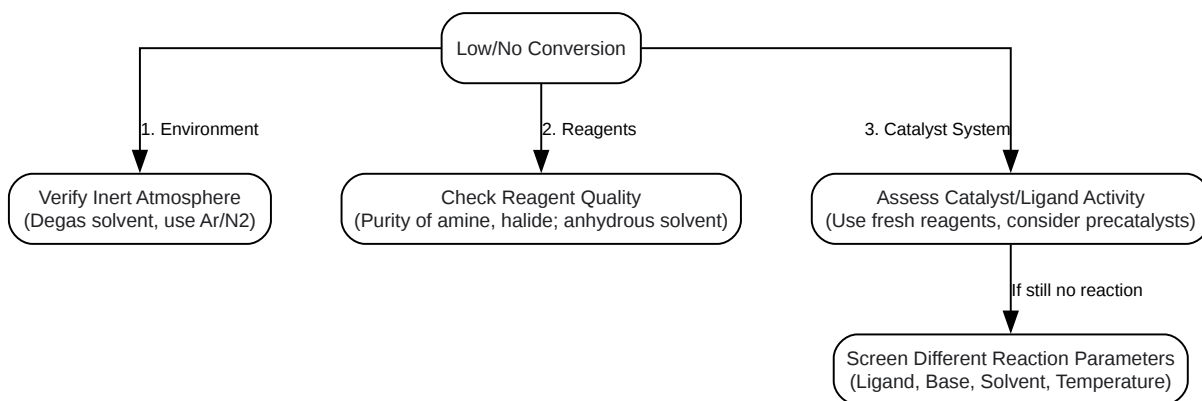 Low/No Conversion
1. Environment
2. Reagents
3. Catalyst System
Verify Inert Atmosphere
(Degas solvent, use Ar/N2)
Check Reagent Quality
(Purity of amine, halide; anhydrous solvent)
Assess Catalyst/Ligand Activity
(Use fresh reagents, consider precatalysts)
If still no reaction
Screen Different Reaction Parameters
(Ligand, Base, Solvent, Temperature)